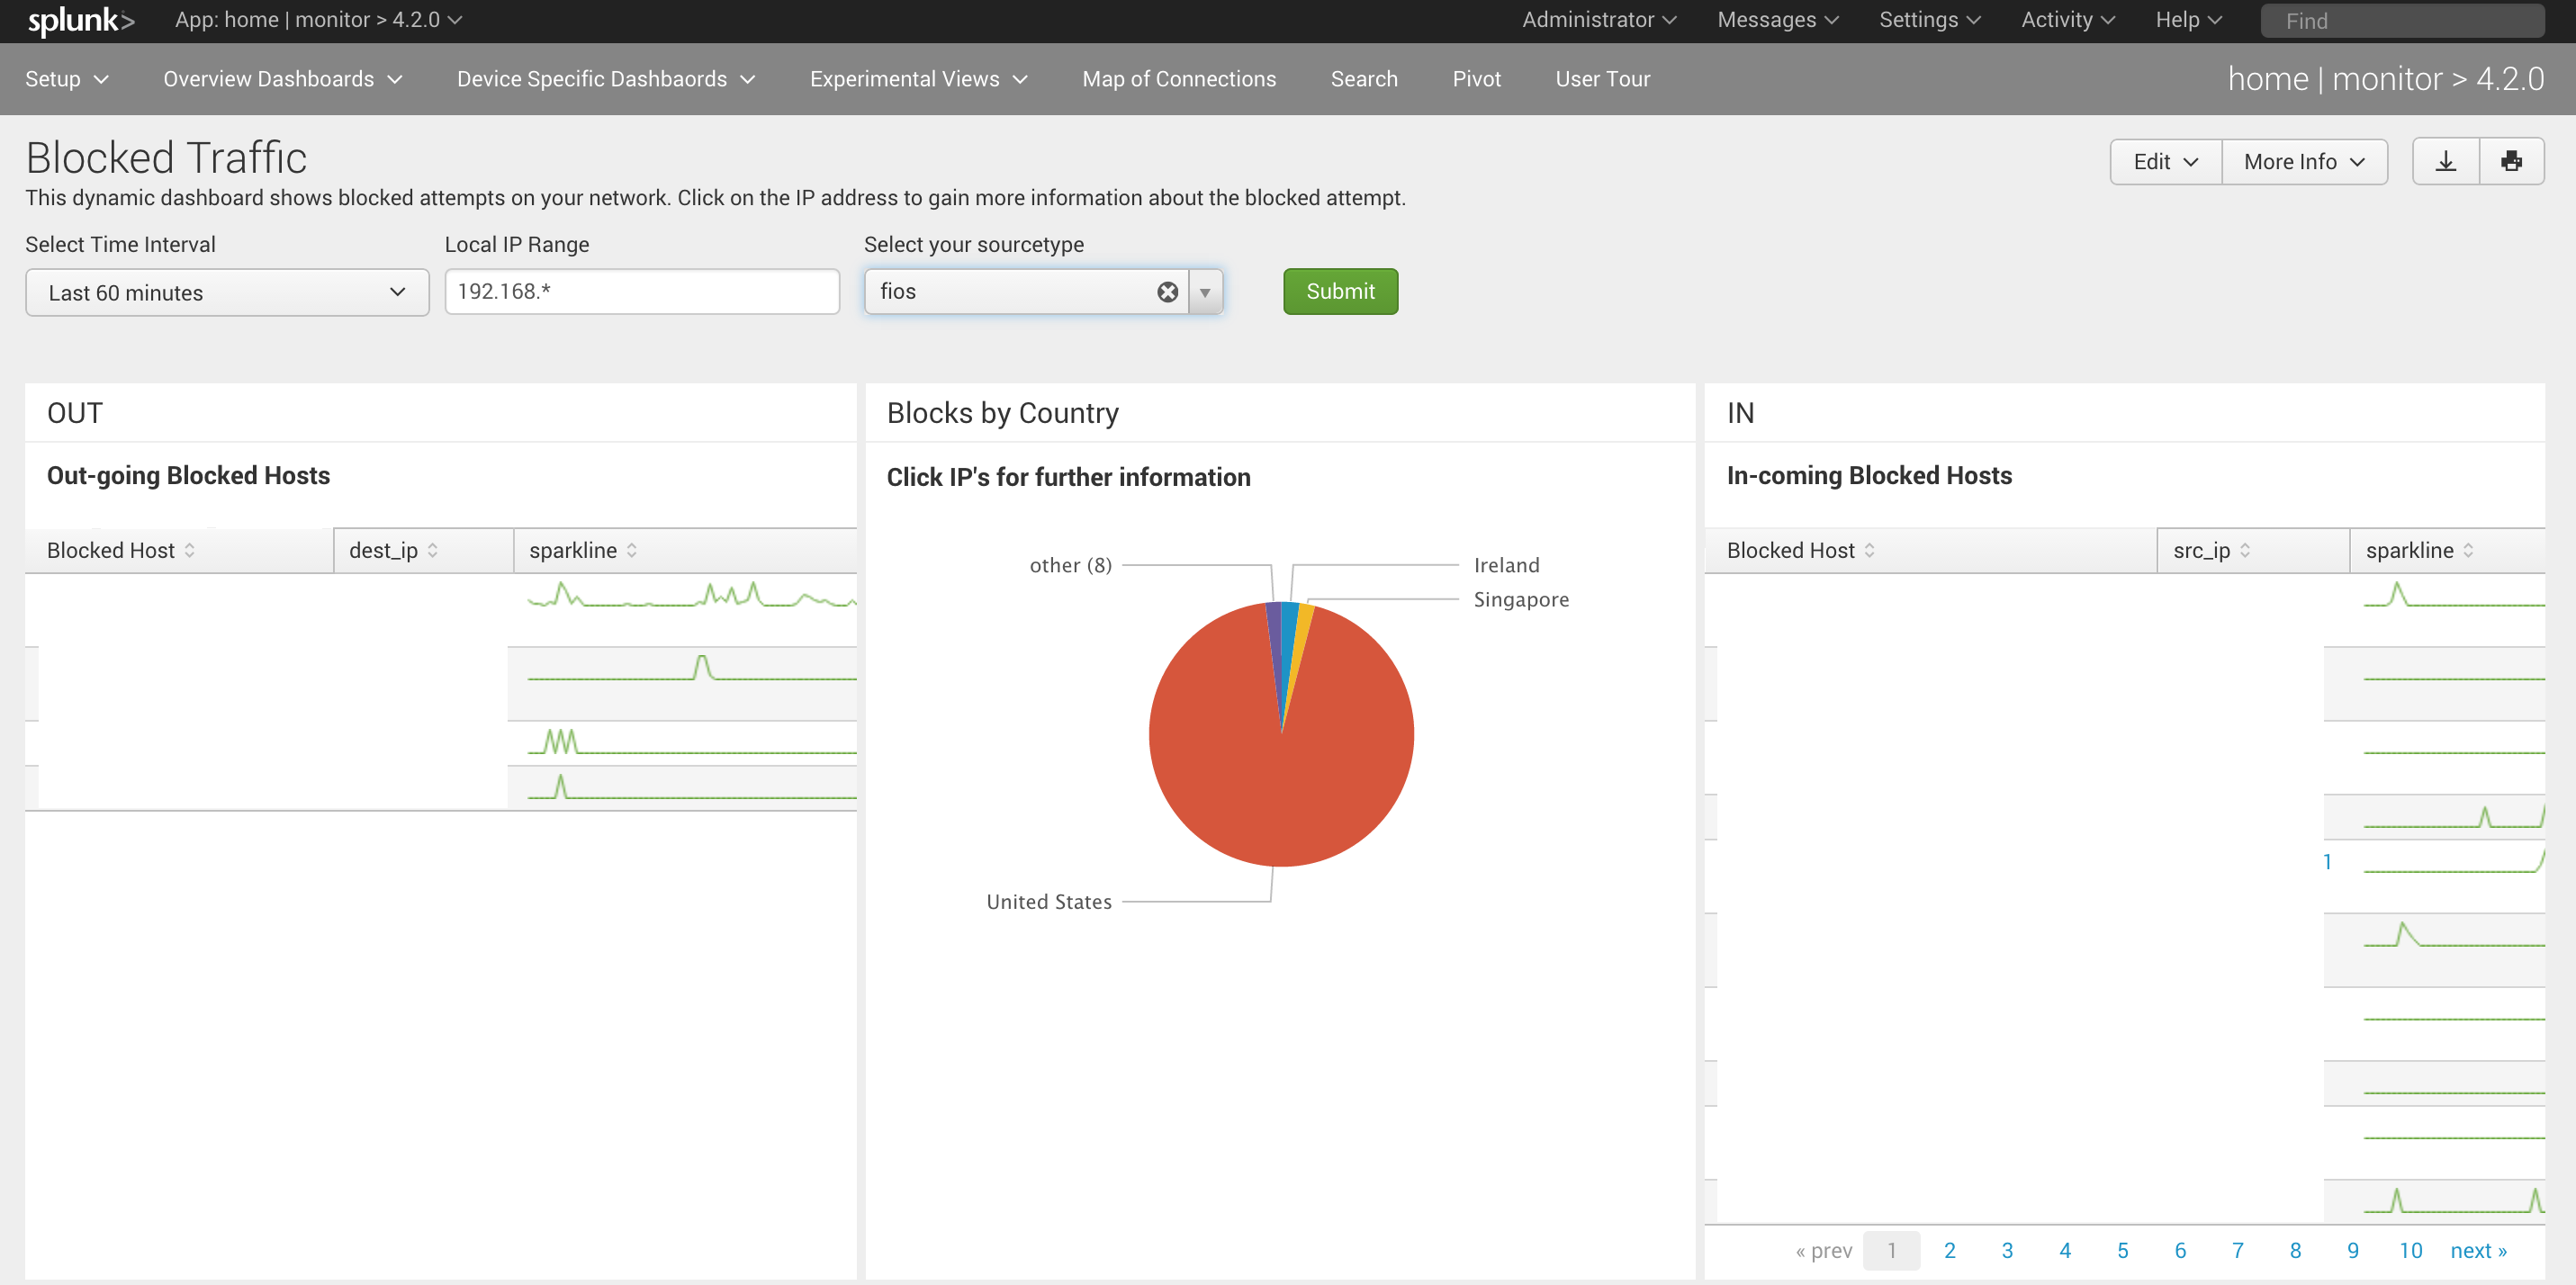 splunk> App: home | monitor > 4.2.0 Administrator Messages Settings Activity Help Find
Setup Overview Dashboards Device Specific Dashbaords Experimental Views Map of Connections Search Pivot User Tour home | monitor > 4.2.0
Blocked Traffic
Edit More Info
This dynamic dashboard shows blocked attempts on your network. Click on the IP address to gain more information about the blocked attempt.
Select Time Interval Local IP Range Select your sourcetype
Last 60 minutes 192.168.* fios Submit
OUT
Out-going Blocked Hosts
Blocked Host dest_ip sparkline
Blocks by Country
Click IP's for further information
other (8) Ireland
Singapore
United States
IN
In-coming Blocked Hosts
Blocked Host src_ip sparkline
1
« prev 1 2 3 4 5 6 7 8 9 10 next »